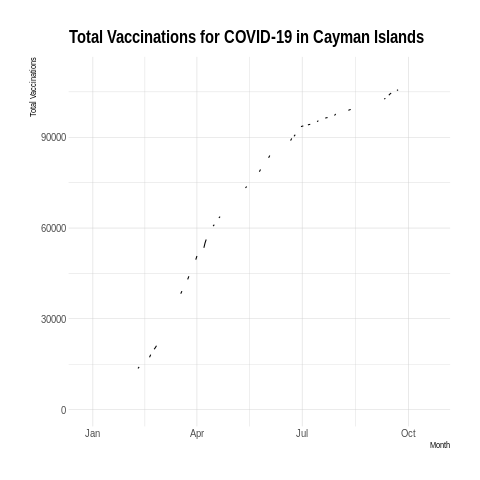 Total Vaccinations for COVID-19 in Cayman Islands
Total Vaccinations
90000
60000
30000
0
Jan Apr Jul Oct
Month